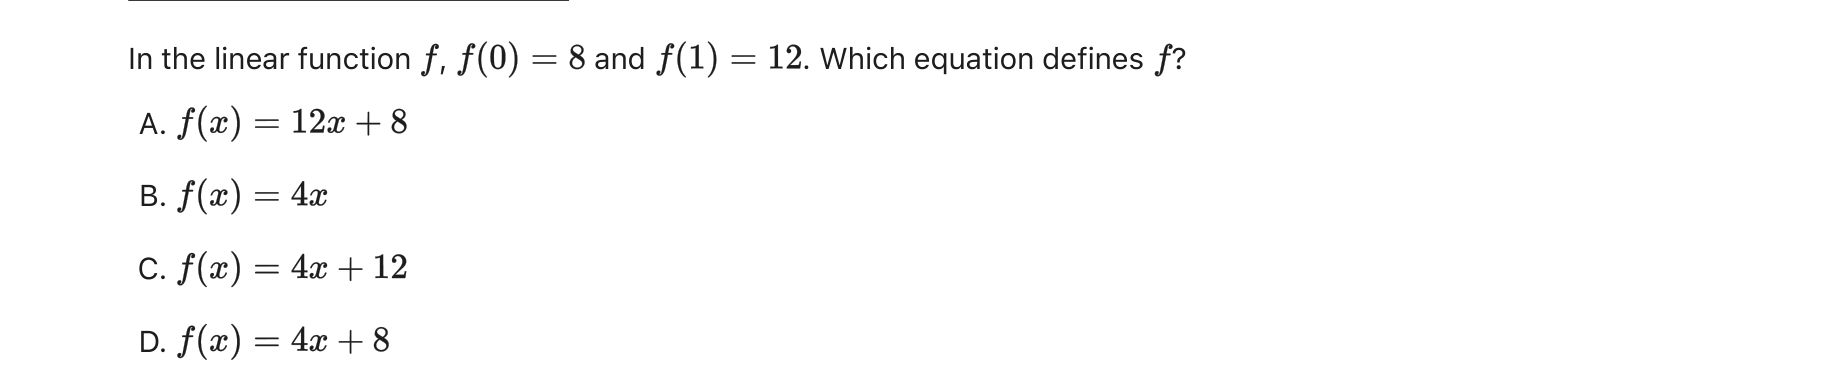 In the linear function f, f(0) = 8 and f(1) = 12. Which equation defines f?
A. f(x) = 12x + 8
B. f(x) = 4x
C. f(x) = 4x + 12
D. f(x) = 4x + 8